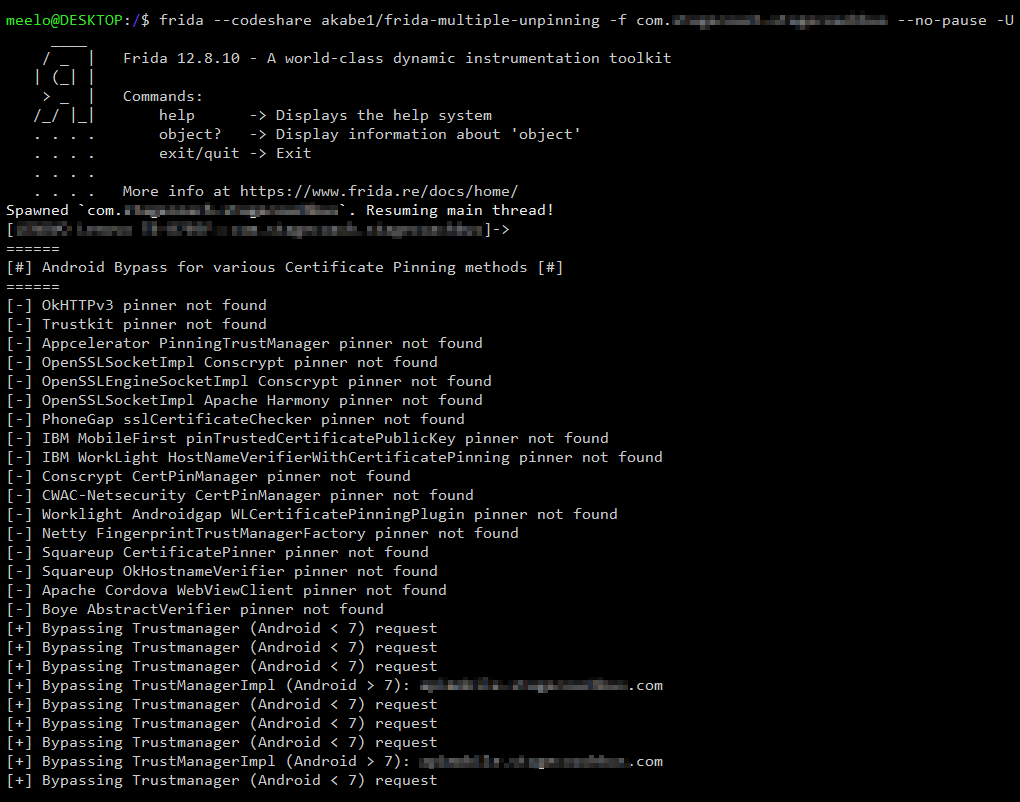 meelo@DESKTOP:/$ frida --codeshare akabe1/frida-multiple-unpinning -f com. --no-pause -U
     ____
    / _  |   Frida 12.8.10 - A world-class dynamic instrumentation toolkit
   | (_| |
    > _  |   Commands:
   /_/ |_|       help      -> Displays the help system
   . . . .       object?   -> Display information about 'object'
   . . . .       exit/quit -> Exit
   . . . .
   . . . .   More info at https://www.frida.re/docs/home/
Spawned `com.`. Resuming main thread!
[]->
======
[#] Android Bypass for various Certificate Pinning methods [#]
======
[-] OkHTTPv3 pinner not found
[-] Trustkit pinner not found
[-] Appcelerator PinningTrustManager pinner not found
[-] OpenSSLSocketImpl Conscrypt pinner not found
[-] OpenSSLEngineSocketImpl Conscrypt pinner not found
[-] OpenSSLSocketImpl Apache Harmony pinner not found
[-] PhoneGap sslCertificateChecker pinner not found
[-] IBM MobileFirst pinTrustedCertificatePublicKey pinner not found
[-] IBM WorkLight HostNameVerifierWithCertificatePinning pinner not found
[-] Conscrypt CertPinManager pinner not found
[-] CWAC-Netsecurity CertPinManager pinner not found
[-] Worklight Androidgap WLCertificatePinningPlugin pinner not found
[-] Netty FingerprintTrustManagerFactory pinner not found
[-] Squareup CertificatePinner pinner not found
[-] Squareup OkHostnameVerifier pinner not found
[-] Apache Cordova WebViewClient pinner not found
[-] Boye AbstractVerifier pinner not found
[+] Bypassing Trustmanager (Android < 7) request
[+] Bypassing Trustmanager (Android < 7) request
[+] Bypassing Trustmanager (Android < 7) request
[+] Bypassing TrustManagerImpl (Android > 7): .com
[+] Bypassing Trustmanager (Android < 7) request
[+] Bypassing Trustmanager (Android < 7) request
[+] Bypassing Trustmanager (Android < 7) request
[+] Bypassing TrustManagerImpl (Android > 7): .com
[+] Bypassing Trustmanager (Android < 7) request